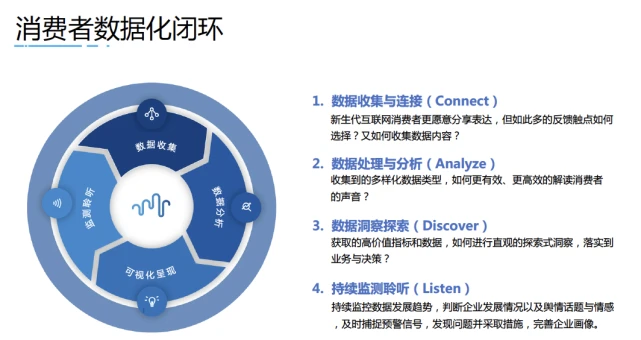 消费者数据化闭环
数据收集
数据分析
可视化呈现
监测聆听
1. 数据收集与连接（Connect）
新生代互联网消费者更愿意分享表达，但如此多的反馈触点如何
选择？又如何收集数据内容？
2. 数据处理与分析（Analyze）
收集到的多样化数据类型，如何更有效、更高效的解读消费者
的声音？
3. 数据洞察探索（Discover）
获取的高价值指标和数据，如何进行直观的探索式洞察，落实到
业务与决策？
4. 持续监测聆听（Listen）
持续监控数据发展趋势，判断企业发展情况以及舆情话题与情感
，及时捕捉预警信号，发现问题并采取措施，完善企业画像。